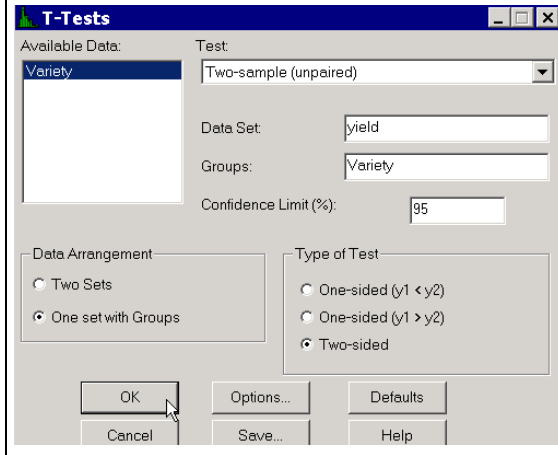 T-Tests
Available Data:
Test:
Variety
Two-sample (unpaired)
Data Set:
yield
Groups:
Variety
Confidence Limit (%):
95
Data Arrangement
Two Sets
One set with Groups
Type of Test
One-sided (y1 < y2)
One-sided (y1 > y2)
Two-sided
OK
Options...
Defaults
Cancel
Save...
Help